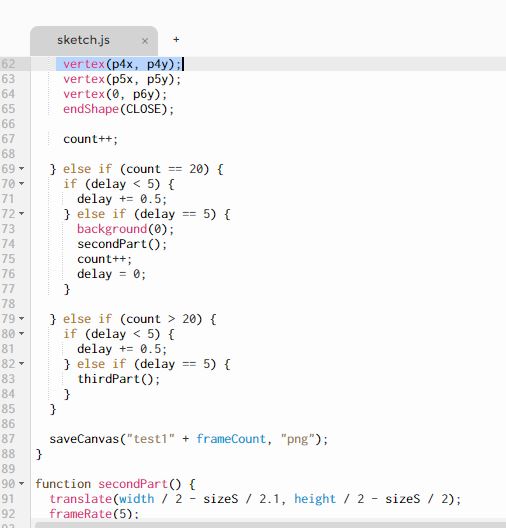 sketch.js × +
62 vertex(p4x, p4y);
63 vertex(p5x, p5y);
64 vertex(0, p6y);
65 endShape(CLOSE);
66
67 count++;
68
69 } else if (count == 20) {
70 if (delay < 5) {
71 delay += 0.5;
72 } else if (delay == 5) {
73 background(0);
74 secondPart();
75 count++;
76 delay = 0;
77 }
78
79 } else if (count > 20) {
80 if (delay < 5) {
81 delay += 0.5;
82 } else if (delay == 5) {
83 thirdPart();
84 }
85 }
86
87 saveCanvas("test1" + frameCount, "png");
88 }
89
90 function secondPart() {
91 translate(width / 2 - sizeS / 2.1, height / 2 - sizeS / 2);
92 frameRate(5);